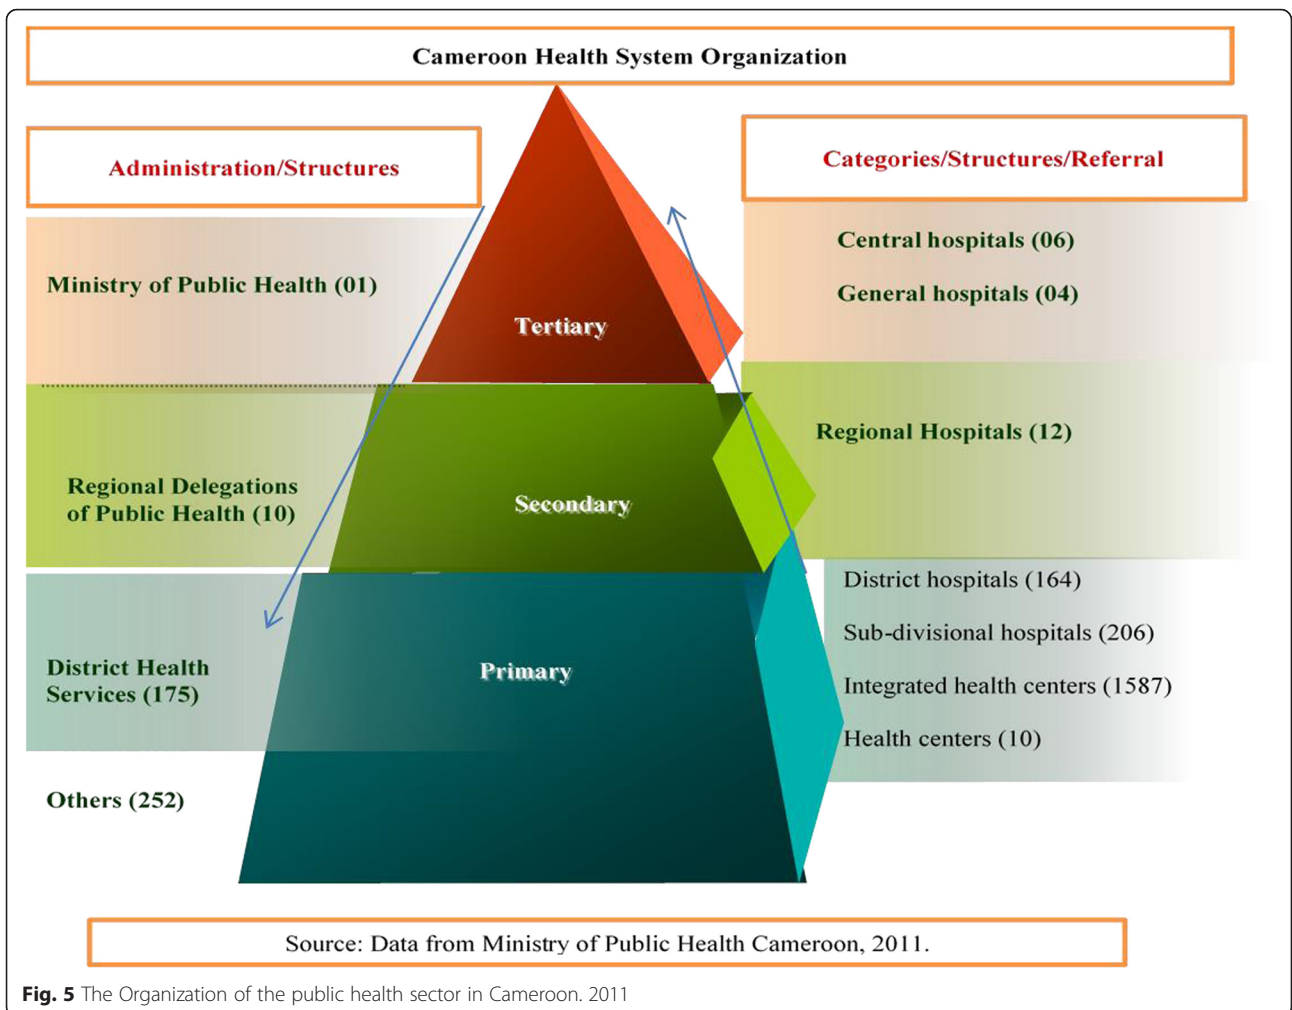 Cameroon Health System Organization
Administration/Structures
Ministry of Public Health (01)
Regional Delegations
of Public Health (10)
District Health
Services (175)
Others (252)
Tertiary
Secondary
Primary
Categories/Structures/Referral
Central hospitals (06)
General hospitals (04)
Regional Hospitals (12)
District hospitals (164)
Sub-divisional hospitals (206)
Integrated health centers (1587)
Health centers (10)
Source: Data from Ministry of Public Health Cameroon, 2011.
Fig. 5 The Organization of the public health sector in Cameroon. 2011